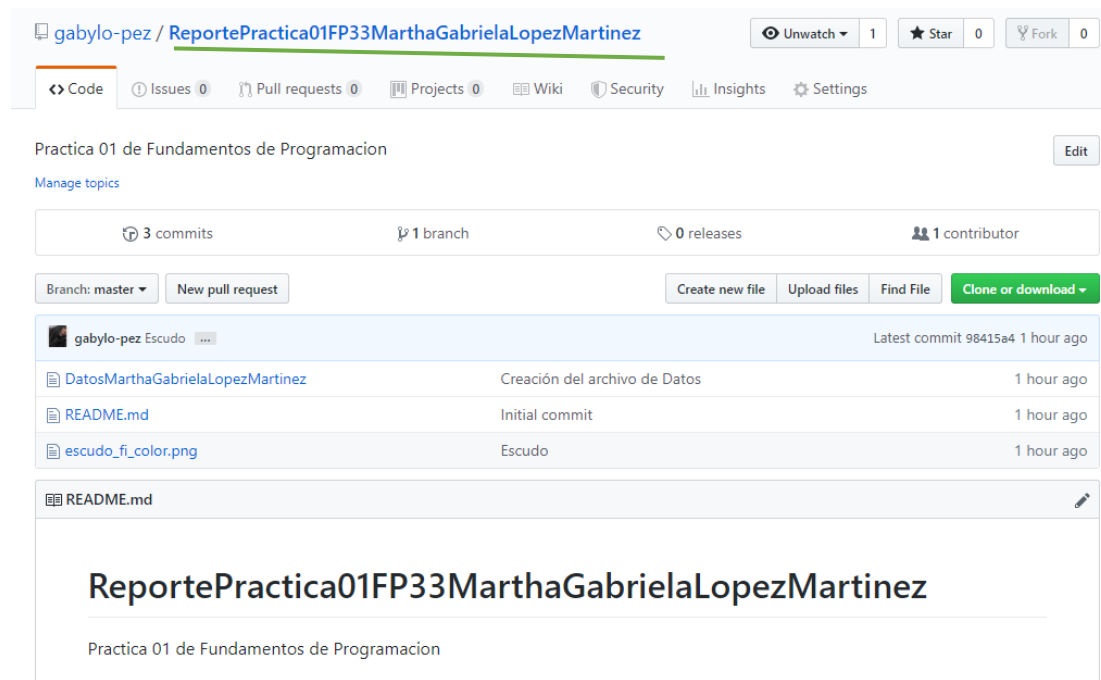 gabylo-pez / ReportePractica01FP33MarthaGabrielaLopezMartinez Unwatch 1 Star 0 Fork 0
Code Issues 0 Pull requests 0 Projects 0 Wiki Security Insights Settings
Practica 01 de Fundamentos de Programacion Edit
Manage topics
3 commits 1 branch 0 releases 1 contributor
Branch: master New pull request Create new file Upload files Find File Clone or download
gabylo-pez Escudo ... Latest commit 98415a4 1 hour ago
DatosMarthaGabrielaLopezMartinez Creación del archivo de Datos 1 hour ago
README.md Initial commit 1 hour ago
escudo_fi_color.png Escudo 1 hour ago
README.md
ReportePractica01FP33MarthaGabrielaLopezMartinez
Practica 01 de Fundamentos de Programacion